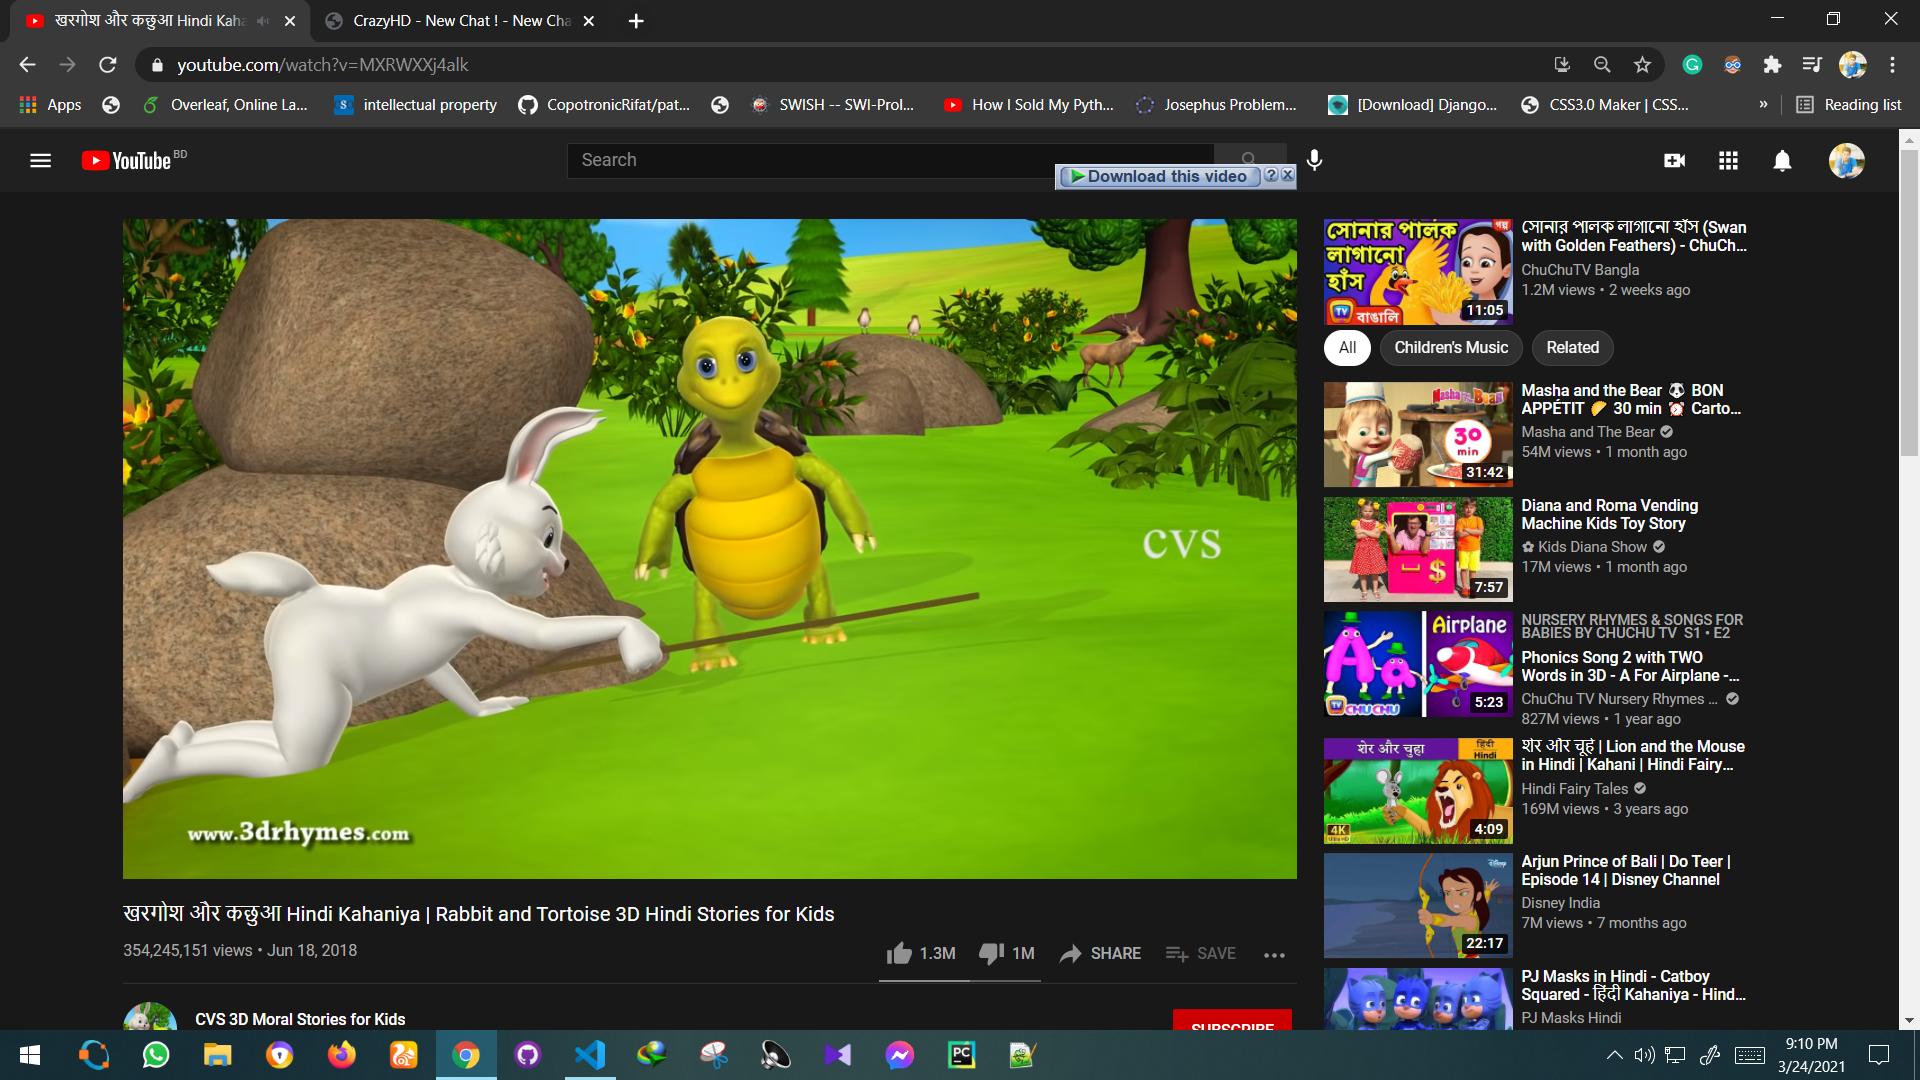 खरगोश और कछुआ Hindi Kaha
CrazyHD - New Chat ! - New Cha
youtube.com/watch?v=MXRWXXj4alk
Apps
Overleaf, Online La...
intellectual property
CopotronicRifat/pat...
SWISH -- SWI-Prol...
How I Sold My Pyth...
Josephus Problem...
[Download] Django...
CSS3.0 Maker | CSS...
»
Reading list
YouTube BD
Search
Download this video
CVS
www.3drhymes.com
खरगोश और कछुआ Hindi Kahaniya | Rabbit and Tortoise 3D Hindi Stories for Kids
354,245,151 views • Jun 18, 2018
1.3M
1M
SHARE
SAVE
CVS 3D Moral Stories for Kids
SUBSCRIBE
সোনার পালক
লাগানো
হাঁস
গল্প
TV বাঙালি
11:05
সোনার পালক লাগানো হাঁস (Swan
with Golden Feathers) - ChuCh...
ChuChuTV Bangla
1.2M views • 2 weeks ago
All
Children's Music
Related
Masha and the Bear
30
min
31:42
Masha and the Bear 🐼 BON
APPÉTIT 🌮 30 min ⏰ Carto...
Masha and The Bear
54M views • 1 month ago
7:57
Diana and Roma Vending
Machine Kids Toy Story
✿ Kids Diana Show
17M views • 1 month ago
Airplane
TV CHUCHU
5:23
NURSERY RHYMES & SONGS FOR
BABIES BY CHUCHU TV S1 • E2
Phonics Song 2 with TWO
Words in 3D - A For Airplane -...
ChuChu TV Nursery Rhymes ...
827M views • 1 year ago
शेर और चुहा
हिंदी
Hindi
4K
4:09
शेर और चूहे | Lion and the Mouse
in Hindi | Kahani | Hindi Fairy...
Hindi Fairy Tales
169M views • 3 years ago
Disney
22:17
Arjun Prince of Bali | Do Teer |
Episode 14 | Disney Channel
Disney India
7M views • 7 months ago
PJ Masks in Hindi - Catboy
Squared - हिंदी Kahaniya - Hind...
PJ Masks Hindi
PC
9:10 PM
3/24/2021